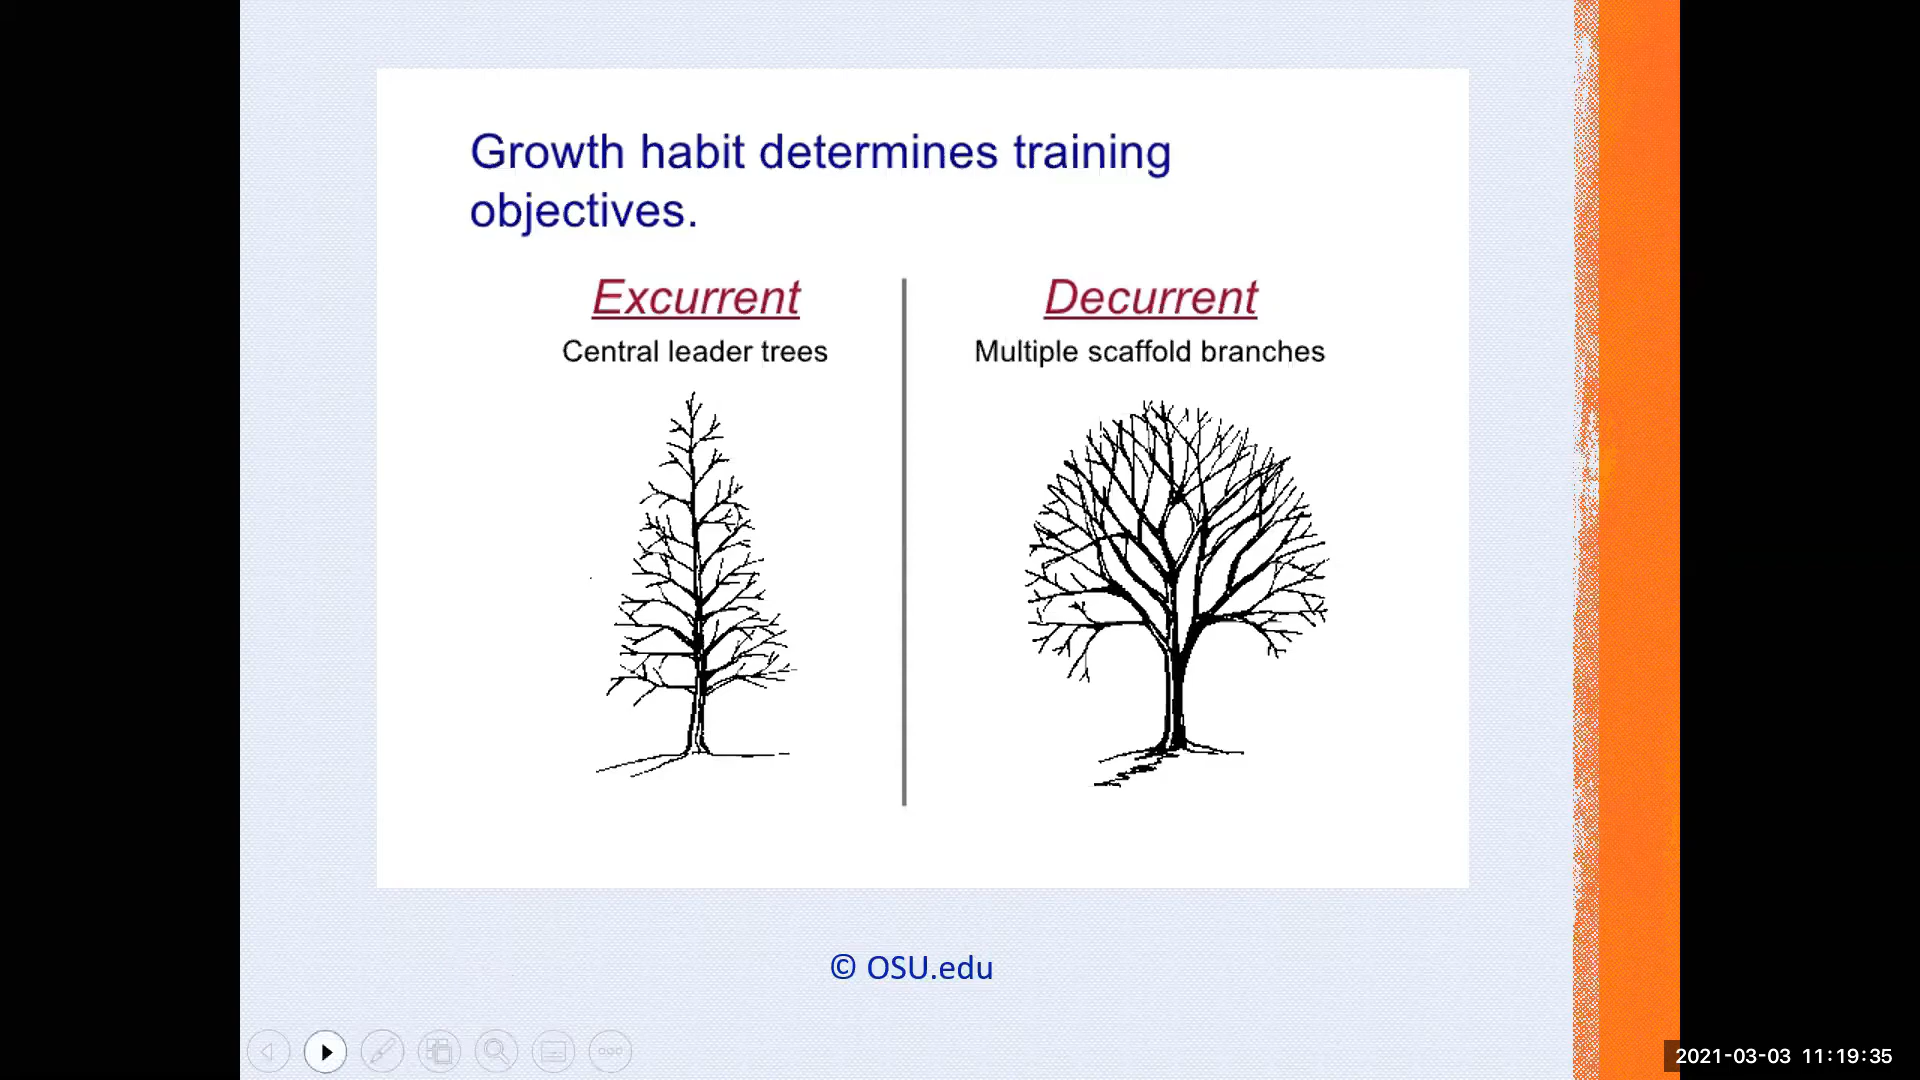 Growth habit determines training
objectives.
Excurrent
Central leader trees
Decurrent
Multiple scaffold branches
© OSU.edu
2021-03-03 11:19:35